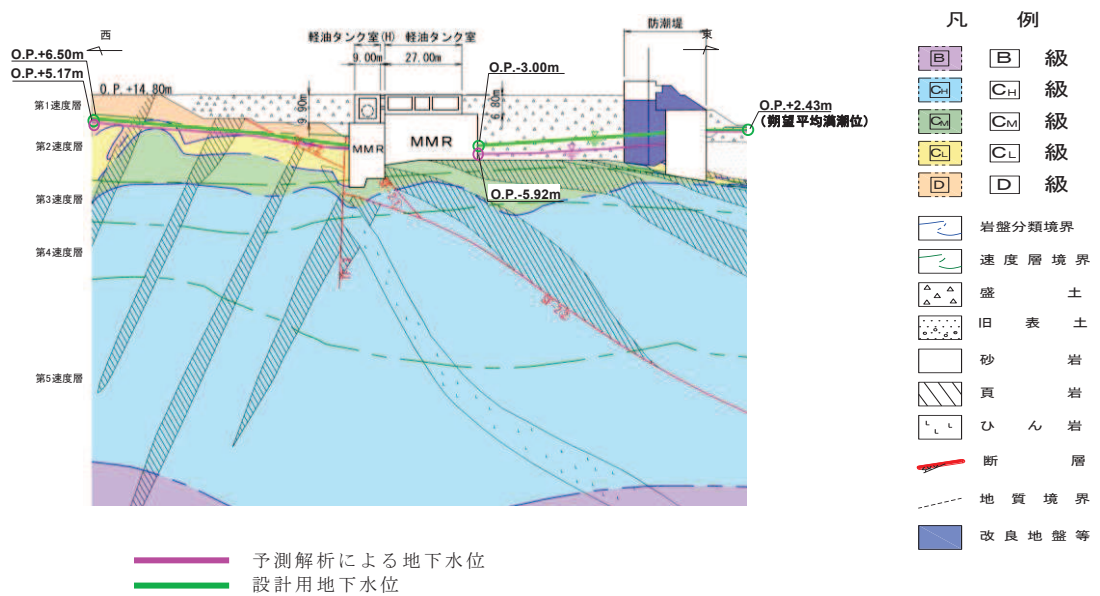 西
防潮堤
東
軽油タンク室(H)
軽油タンク室
9.00m
27.00m
O.P.+6.50m
O.P.+5.17m
O.P.+14.80m
O.P.-3.00m
9.90m
6.80m
O.P.+2.43m
(朔望平均満潮位)
第1速度層
第2速度層
第3速度層
第4速度層
第5速度層
MMR
MMR
O.P.-5.92m
凡 例
B B 級
CH CH 級
CM CM 級
CL CL 級
D D 級
岩盤分類境界
速度層境界
盛 土
旧 表 土
砂 岩
頁 岩
ひ ん 岩
断 層
地 質 境 界
改 良 地 盤 等
予測解析による地下水位
設計用地下水位